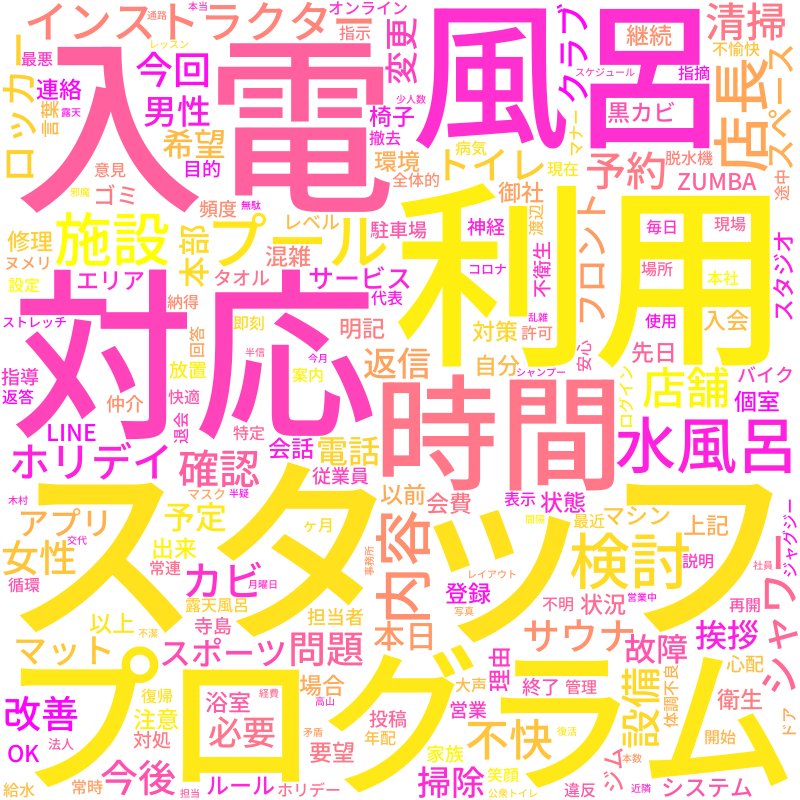 通路
本当
オンライン
インストラクター
レッスン
指示
変更
クラブ
風呂
清掃
最悪
連絡
露天
今回
入電
継続
不愉快
スケジュール
指摘
店長
スペース
ロッカー
言葉
男性
椅子
少人数
撤去
マナー
黒カビ
希望
環境
病気
トイレ
現在
予約
脱水機
意見
目的
全体的
御社
ZUMBA
途中
邪魔
ゴミ
頻度
無駄
レベル
利用
渡辺
フロント
修理
施設
本部
プール
駐車場
神経
毎日
現場
ヌメリ
混雑
不衛生
設定
エリア
タオル
サービス
コロナ
場所
本社
スタジオ
納得
代表
乱雑
使用
入会
ストレッチ
対応
回答
即刻
明記
対策
許可
半信
今月
返信
自分
安心
先日
指導
放置
案内
シャンプー
バイク
返答
仲介
快適
時間
店舗
ログイン
個室
LINE
退会
特定
会話
電話
水風呂
ホリデイ
確認
従業員
木村
マスク
半疑
以前
会費
表示
状態
スタッフ
アプリ
予定
ヶ月
内容
間隔
最近
マシン
上記
ジャグジー
交代
女性
出来
事務所
検討
説明
シャワー
循環
常連
カビ
月曜日
レイアウト
社員
登録
営業中
露天風呂
写真
不明
状況
再開
以上
不潔
寺島
担当者
本日
サウナ
故障
挨拶
マット
スポーツ
問題
理由
心配
プログラム
場合
大声
終了
管理
設備
体調不良
衛生
復帰
浴室
経費
高山
改善
注意
必要
投稿
営業
不快
復活
ドア
対処
矛盾
年配
開始
OK
法人
要望
家族
本数
今後
笑顔
ジム
給水
常時
担当
ルール
ホリデー
掃除
公衆トイレ
違反
近隣
システム